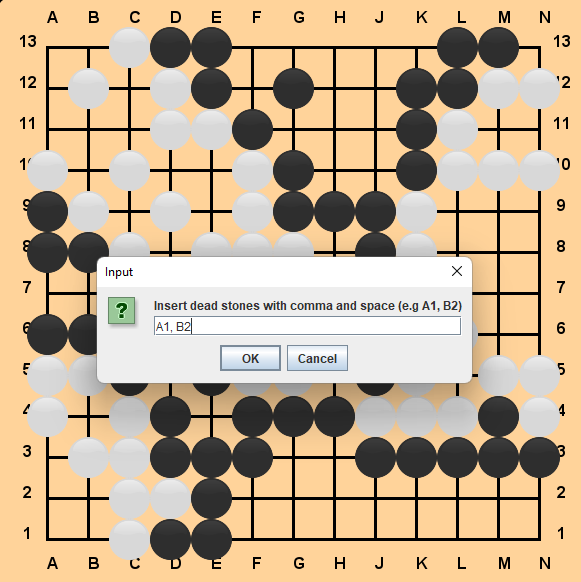 A B C D E F G H J K L M N
13 13
12 12
11 11
10 10
9 9
8 8
Input
7 7
Insert dead stones with comma and space (e.g A1, B2)
A1, B2
6 6
OK Cancel
5 5
4 4
3 3
2 2
1 1
A B C D E F G H J K L M N